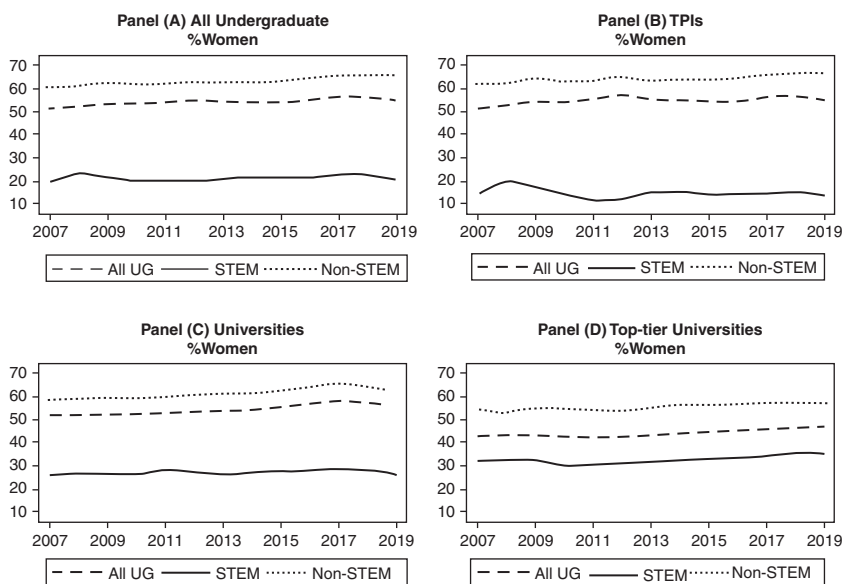 Panel (A) All Undergraduate
%Women
70
60
50
40
30
20
10
2007 2009 2011 2013 2015 2017 2019
All UG STEM Non-STEM
Panel (B) TPIs
%Women
70
60
50
40
30
20
10
2007 2009 2011 2013 2015 2017 2019
All UG STEM Non-STEM
Panel (C) Universities
%Women
70
60
50
40
30
20
10
2007 2009 2011 2013 2015 2017 2019
All UG STEM Non-STEM
Panel (D) Top-tier Universities
%Women
70
60
50
40
30
20
10
2007 2009 2011 2013 2015 2017 2019
All UG STEM Non-STEM